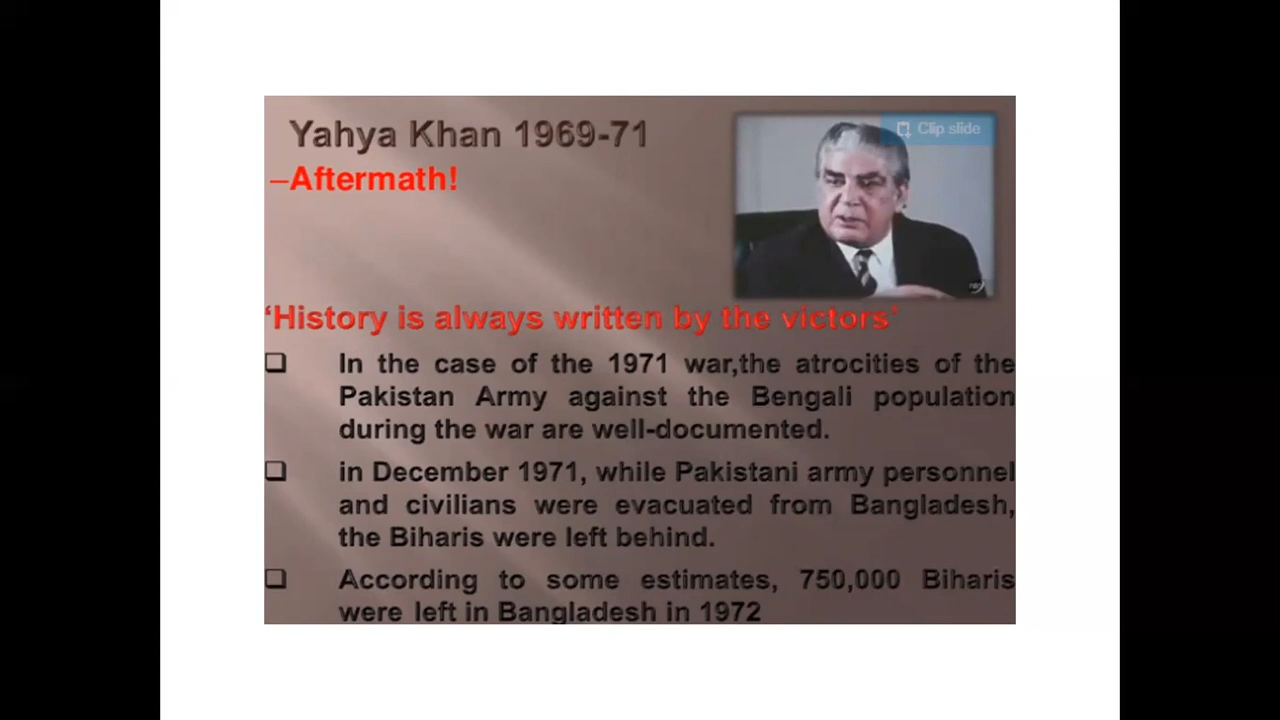 Yahya Khan 1969-71
–Aftermath!
Clip slide
‘History is always written by the victors’
❑ In the case of the 1971 war,the atrocities of the
Pakistan Army against the Bengali population
during the war are well-documented.
❑ in December 1971, while Pakistani army personnel
and civilians were evacuated from Bangladesh,
the Biharis were left behind.
❑ According to some estimates, 750,000 Biharis
were left in Bangladesh in 1972